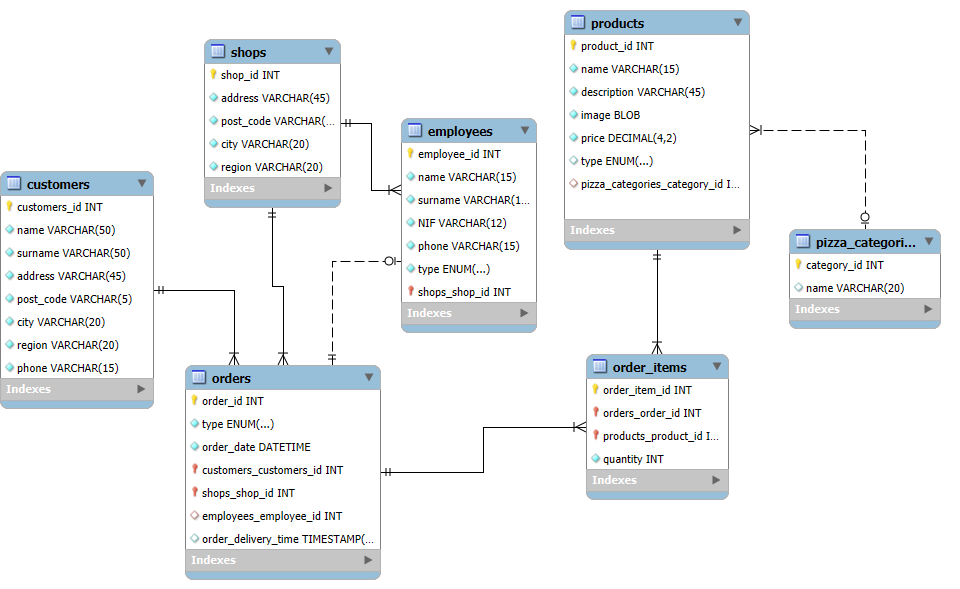 customers
customers_id INT
name VARCHAR(50)
surname VARCHAR(50)
address VARCHAR(45)
post_code VARCHAR(5)
city VARCHAR(20)
region VARCHAR(20)
phone VARCHAR(15)
Indexes
shops
shop_id INT
address VARCHAR(45)
post_code VARCHAR(...
city VARCHAR(20)
region VARCHAR(20)
Indexes
employees
employee_id INT
name VARCHAR(15)
surname VARCHAR(1...
NIF VARCHAR(12)
phone VARCHAR(15)
type ENUM(...)
shops_shop_id INT
Indexes
products
product_id INT
name VARCHAR(15)
description VARCHAR(45)
image BLOB
price DECIMAL(4,2)
type ENUM(...)
pizza_categories_category_id I...
Indexes
pizza_categori...
category_id INT
name VARCHAR(20)
Indexes
orders
order_id INT
type ENUM(...)
order_date DATETIME
customers_customers_id INT
shops_shop_id INT
employees_employee_id INT
order_delivery_time TIMESTAMP(...
Indexes
order_items
order_item_id INT
orders_order_id INT
products_product_id I...
quantity INT
Indexes